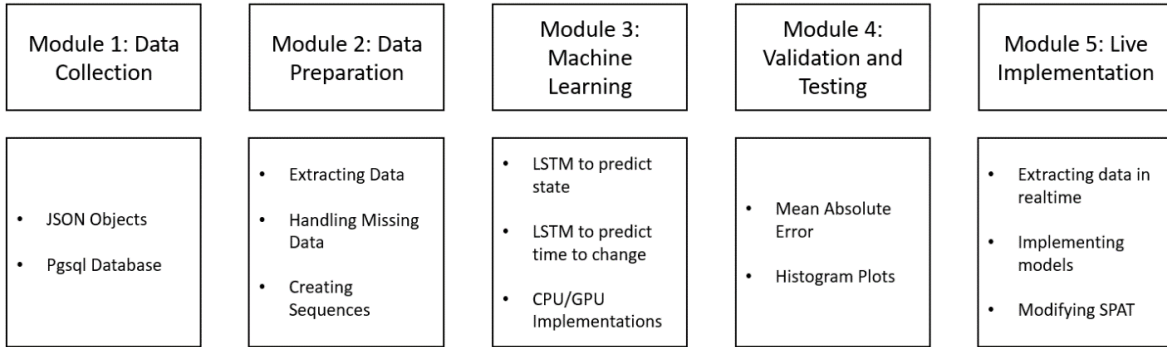 Module 1: Data
Collection
Module 2: Data
Preparation
Module 3:
Machine
Learning
Module 4:
Validation and
Testing
Module 5: Live
Implementation
• JSON Objects
• Pgsql Database
• Extracting Data
• Handling Missing
Data
• Creating
Sequences
• LSTM to predict
state
• LSTM to predict
time to change
• CPU/GPU
Implementations
• Mean Absolute
Error
• Histogram Plots
• Extracting data in
realtime
• Implementing
models
• Modifying SPAT